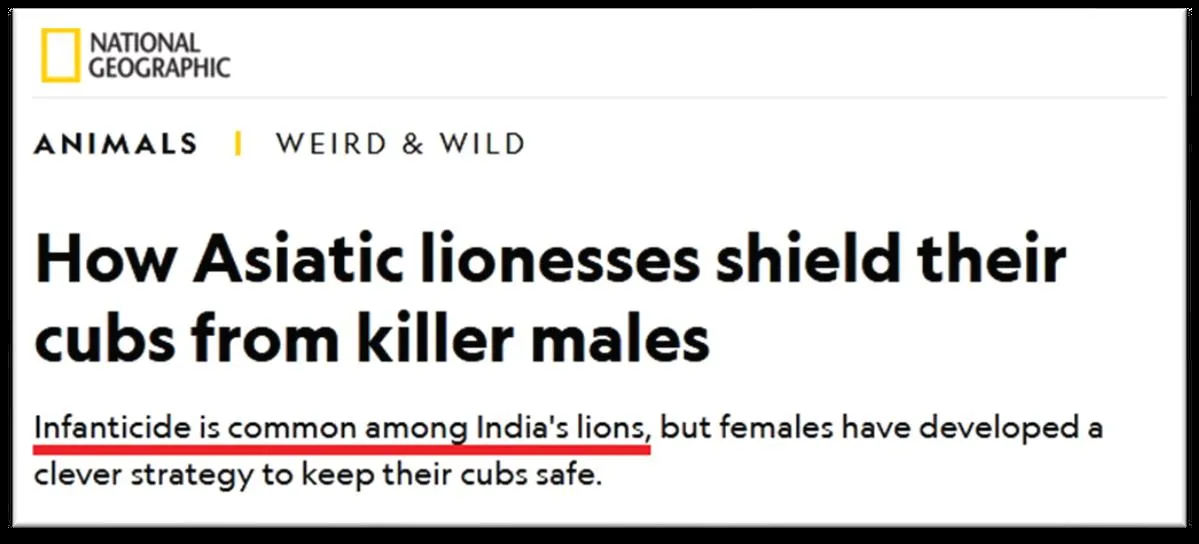 NATIONAL
GEOGRAPHIC
ANIMALS | WEIRD & WILD
How Asiatic lionesses shield their
cubs from killer males
Infanticide is common among India's lions, but females have developed a
clever strategy to keep their cubs safe.